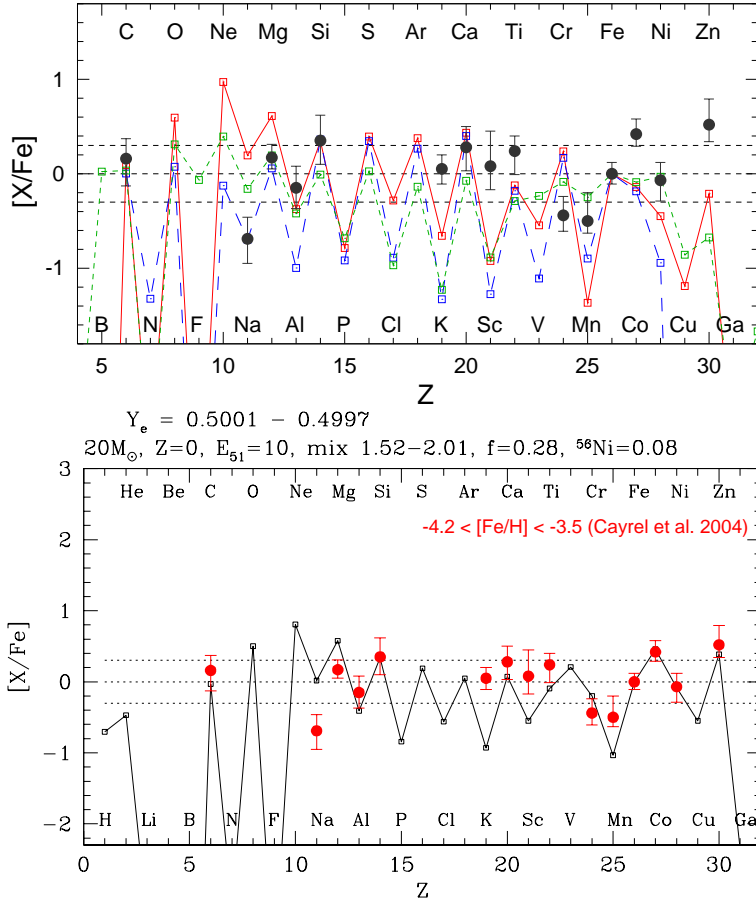 C O Ne Mg Si S Ar Ca Ti Cr Fe Ni Zn
1
[X/Fe]
0
-1
B N F Na Al P Cl K Sc V Mn Co Cu Ga
5 10 15 20 25 30
Z
Yₑ = 0.5001 − 0.4997
20M☉, Z=0, E₅₁=10, mix 1.52−2.01, f=0.28, ⁵⁶Ni=0.08
3
He Be C O Ne Mg Si S Ar Ca Ti Cr Fe Ni Zn
-4.2 < [Fe/H] < -3.5 (Cayrel et al. 2004)
2
1
[X/Fe]
0
−1
−2
H Li B N F Na Al P Cl K Sc V Mn Co Cu Ga
0 5 10 15 20 25 30
Z